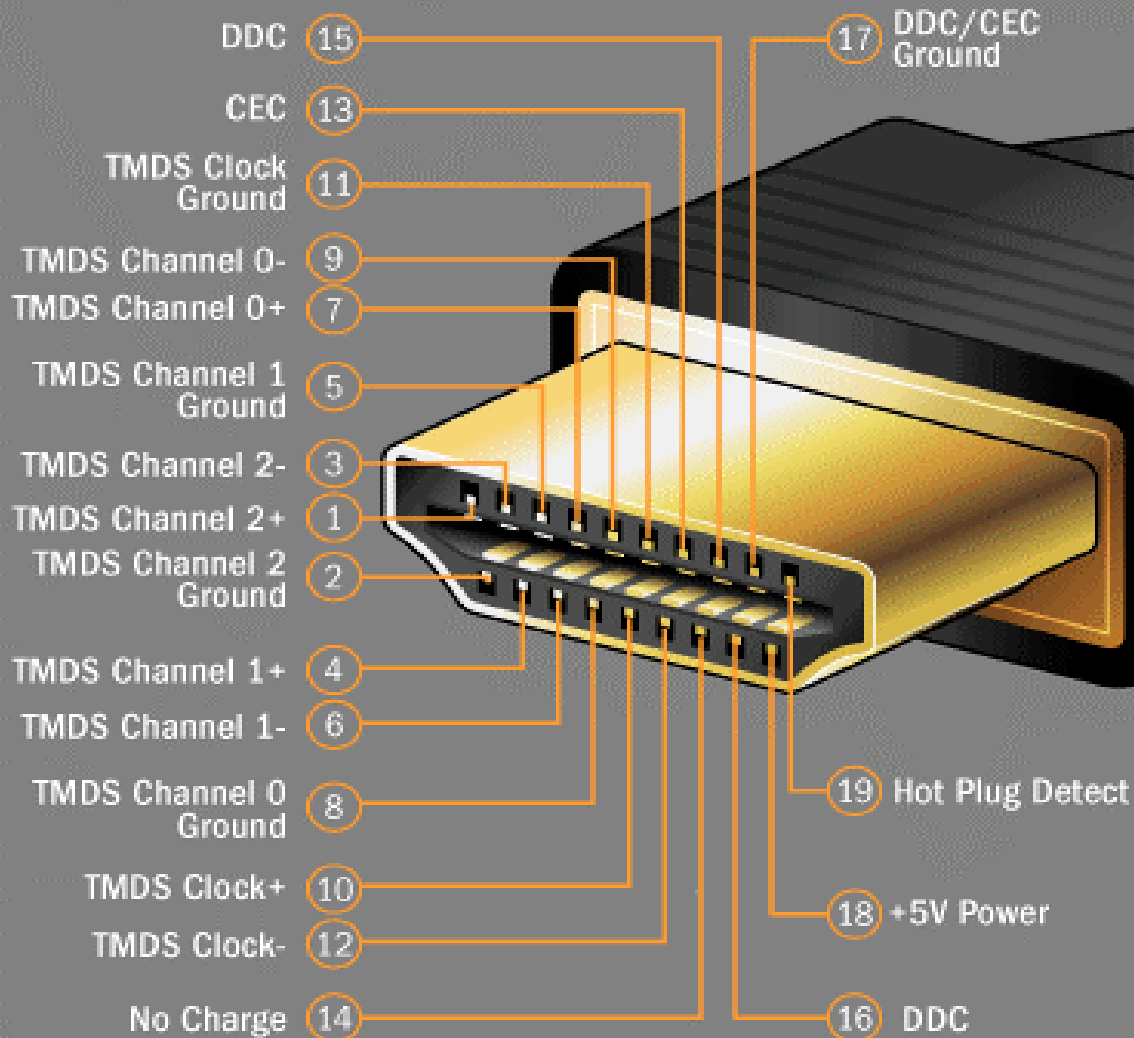 DDC 15
17 DDC/CEC
Ground
CEC 13
TMDS Clock
Ground 11
TMDS Channel 0- 9
TMDS Channel 0+ 7
TMDS Channel 1
Ground 5
TMDS Channel 2- 3
TMDS Channel 2+ 1
TMDS Channel 2
Ground 2
TMDS Channel 1+ 4
TMDS Channel 1- 6
TMDS Channel 0
Ground 8
19 Hot Plug Detect
TMDS Clock+ 10
18 +5V Power
TMDS Clock- 12
No Charge 14
16 DDC